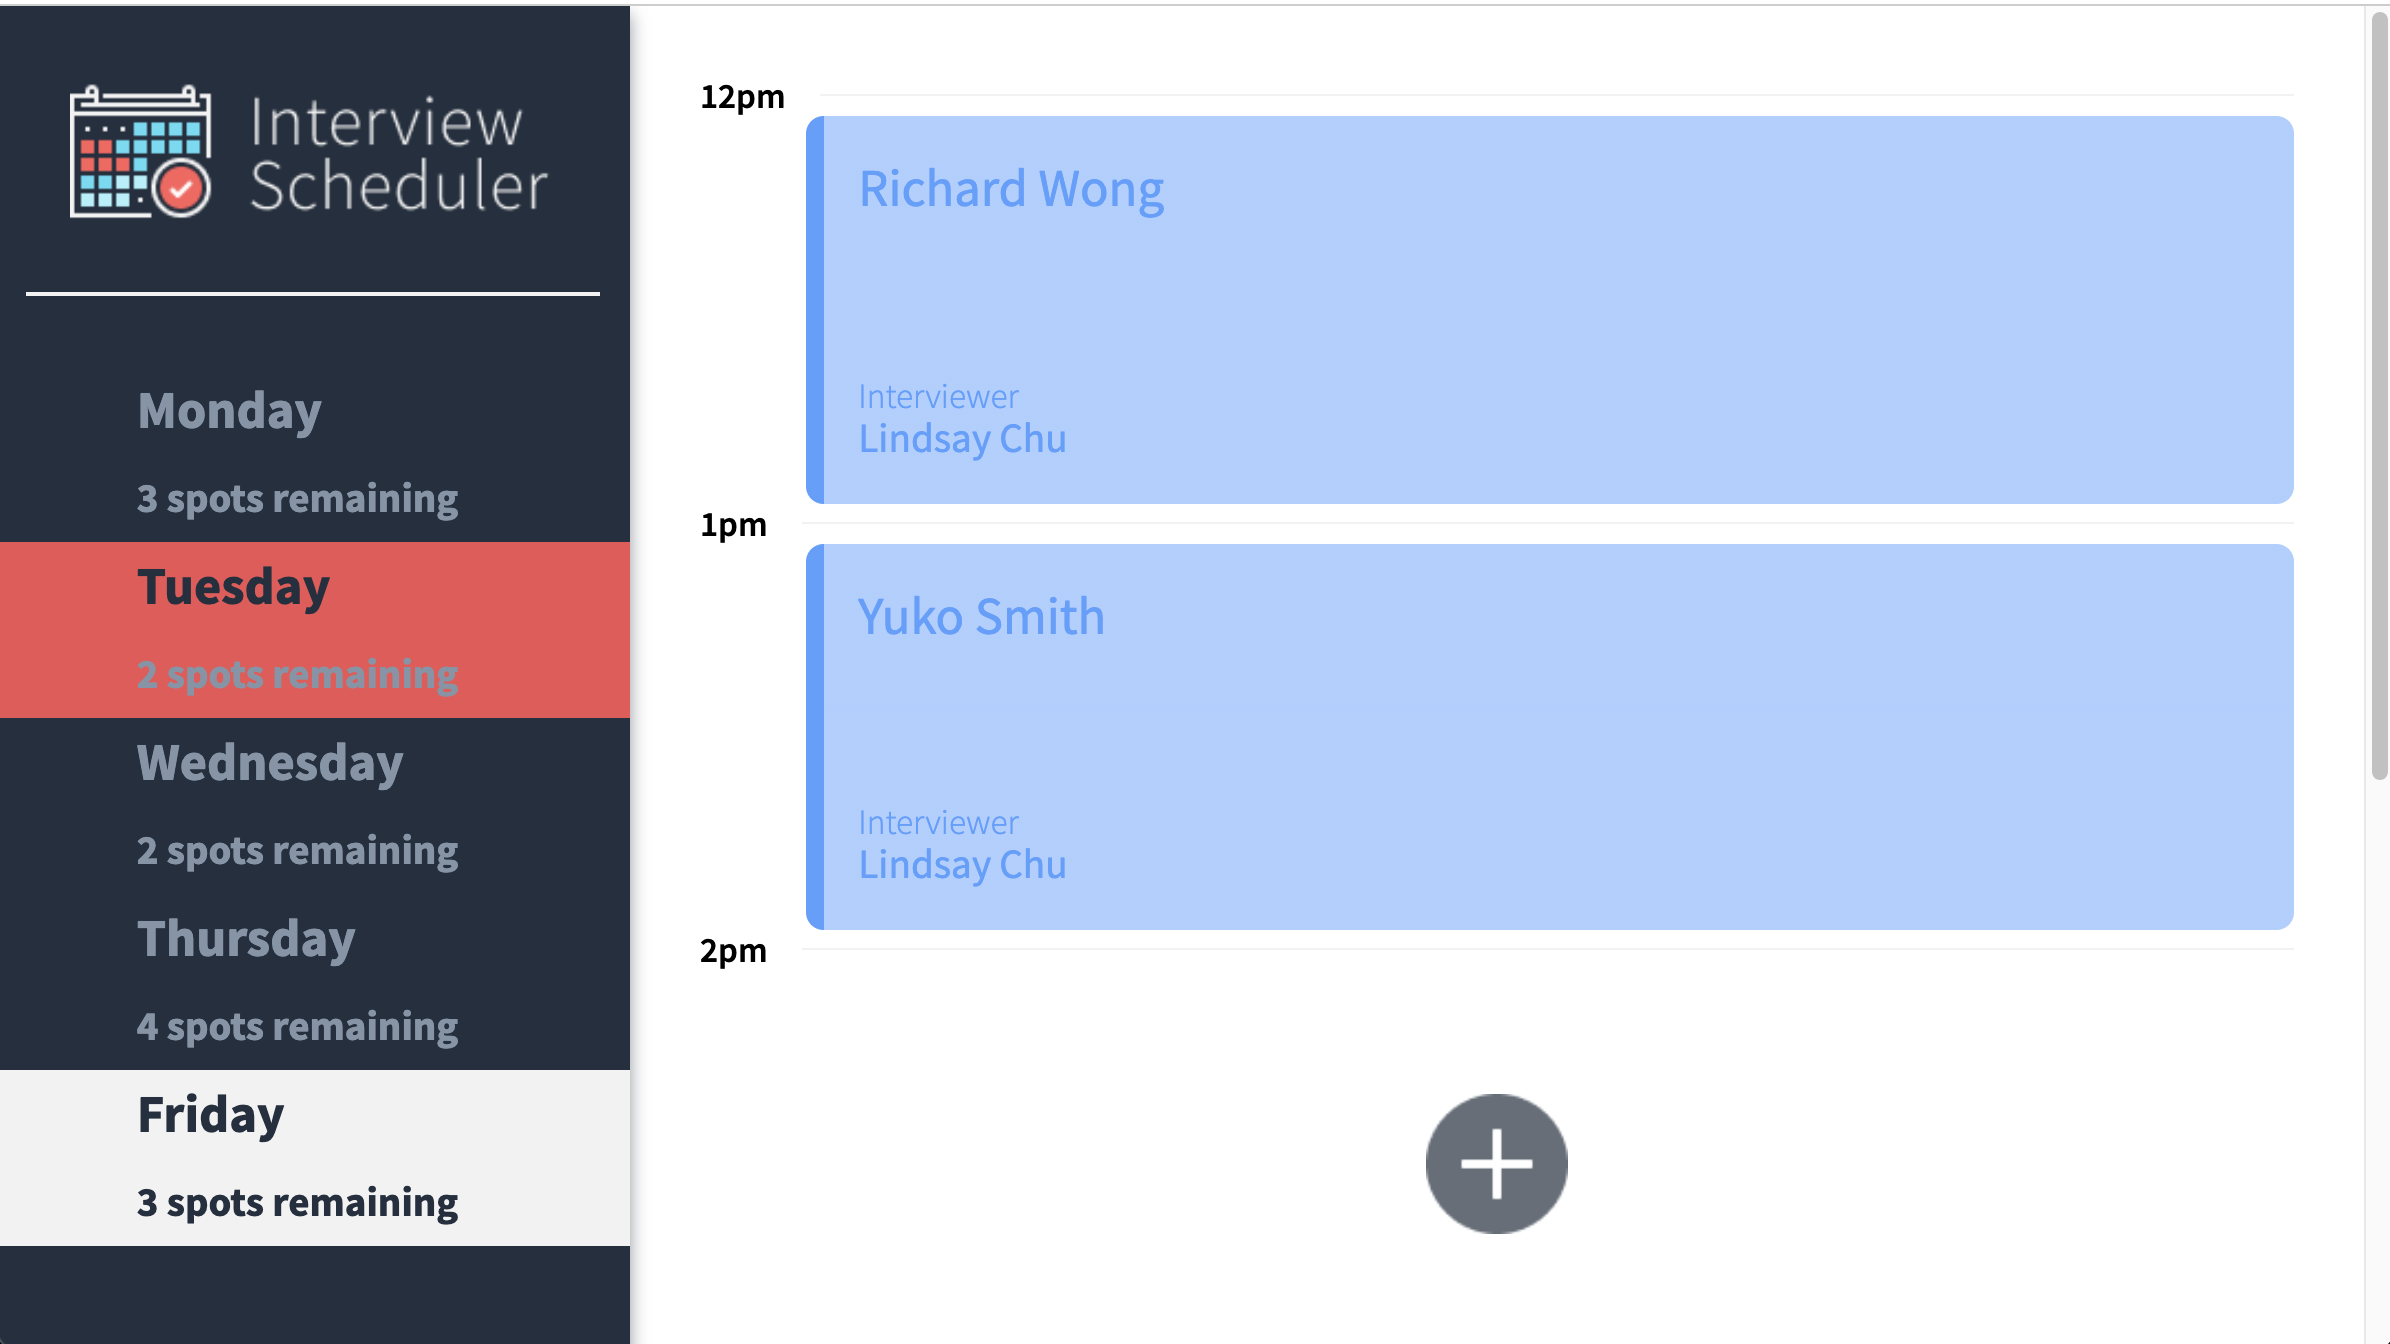 Interview
Scheduler
Monday
3 spots remaining
Tuesday
2 spots remaining
Wednesday
2 spots remaining
Thursday
4 spots remaining
Friday
3 spots remaining
12pm
Richard Wong
Interviewer
Lindsay Chu
1pm
Yuko Smith
Interviewer
Lindsay Chu
2pm